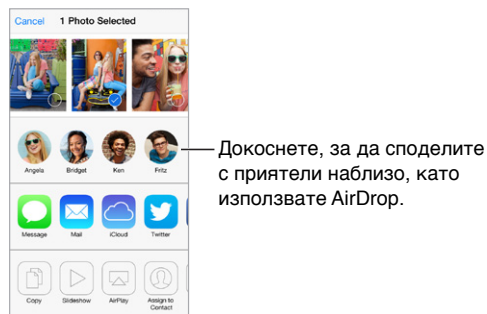 Cancel 1 Photo Selected
Angela Bridget Ken Fritz
Докоснете, за да споделите
с приятели наблизо, като
използвате AirDrop.
Message Mail iCloud Twitter
Copy Slideshow AirPlay Assign to
Contact